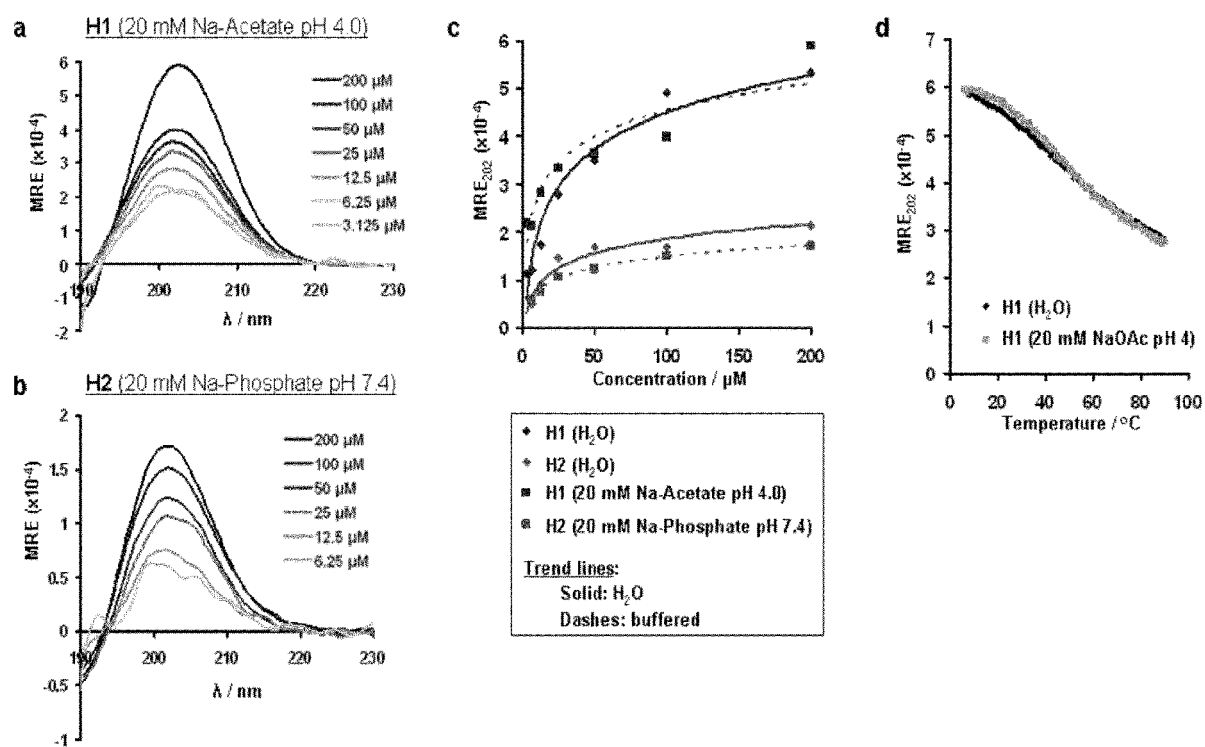 a
H1 (20 mM Na-Acetate pH 4.0)
6
5
4
3
2
1
0
-1
-2
MRE (×10⁻⁴)
190 200 210 220 230
λ / nm
200 µM
100 µM
50 µM
25 µM
12.5 µM
6.25 µM
3.125 µM
b
H2 (20 mM Na-Phosphate pH 7.4)
2
1.5
1
0.5
0
-0.5
-1
MRE (×10⁻⁴)
190 200 210 220 230
λ / nm
200 µM
100 µM
50 µM
25 µM
12.5 µM
6.25 µM
c
6
5
4
3
2
1
0
MRE₂₀₂ (×10⁻⁴)
0 50 100 150 200
Concentration / µM
H1 (H₂O)
H2 (H₂O)
H1 (20 mM Na-Acetate pH 4.0)
H2 (20 mM Na-Phosphate pH 7.4)
Trend lines:
Solid: H₂O
Dashes: buffered
d
7
6
5
4
3
2
1
0
MRE₂₀₂ (×10⁻⁴)
H1 (H₂O)
H1 (20 mM NaOAc pH 4)
0 20 40 60 80 100
Temperature / °C